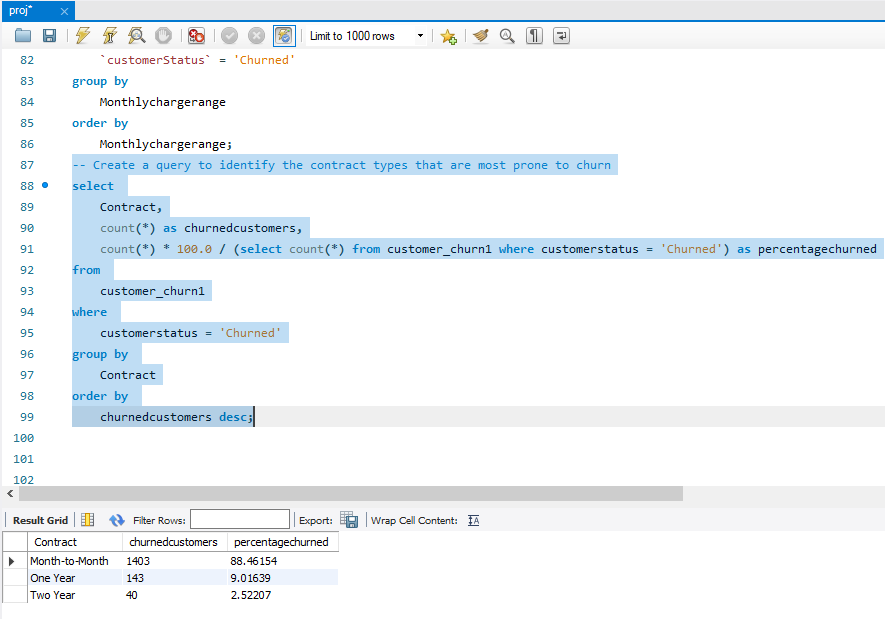 proj*
Limit to 1000 rows
82 `customerStatus` = 'Churned'
83 group by
84 Monthlychargerange
85 order by
86 Monthlychargerange;
87 -- Create a query to identify the contract types that are most prone to churn
88 select
89 Contract,
90 count(*) as churnedcustomers,
91 count(*) * 100.0 / (select count(*) from customer_churn1 where customerstatus = 'Churned') as percentagechurned
92 from
93 customer_churn1
94 where
95 customerstatus = 'Churned'
96 group by
97 Contract
98 order by
99 churnedcustomers desc;
100
101
102
Result Grid Filter Rows: Export: Wrap Cell Content: IA
Contract churnedcustomers percentagechurned
Month-to-Month 1403 88.46154
One Year 143 9.01639
Two Year 40 2.52207